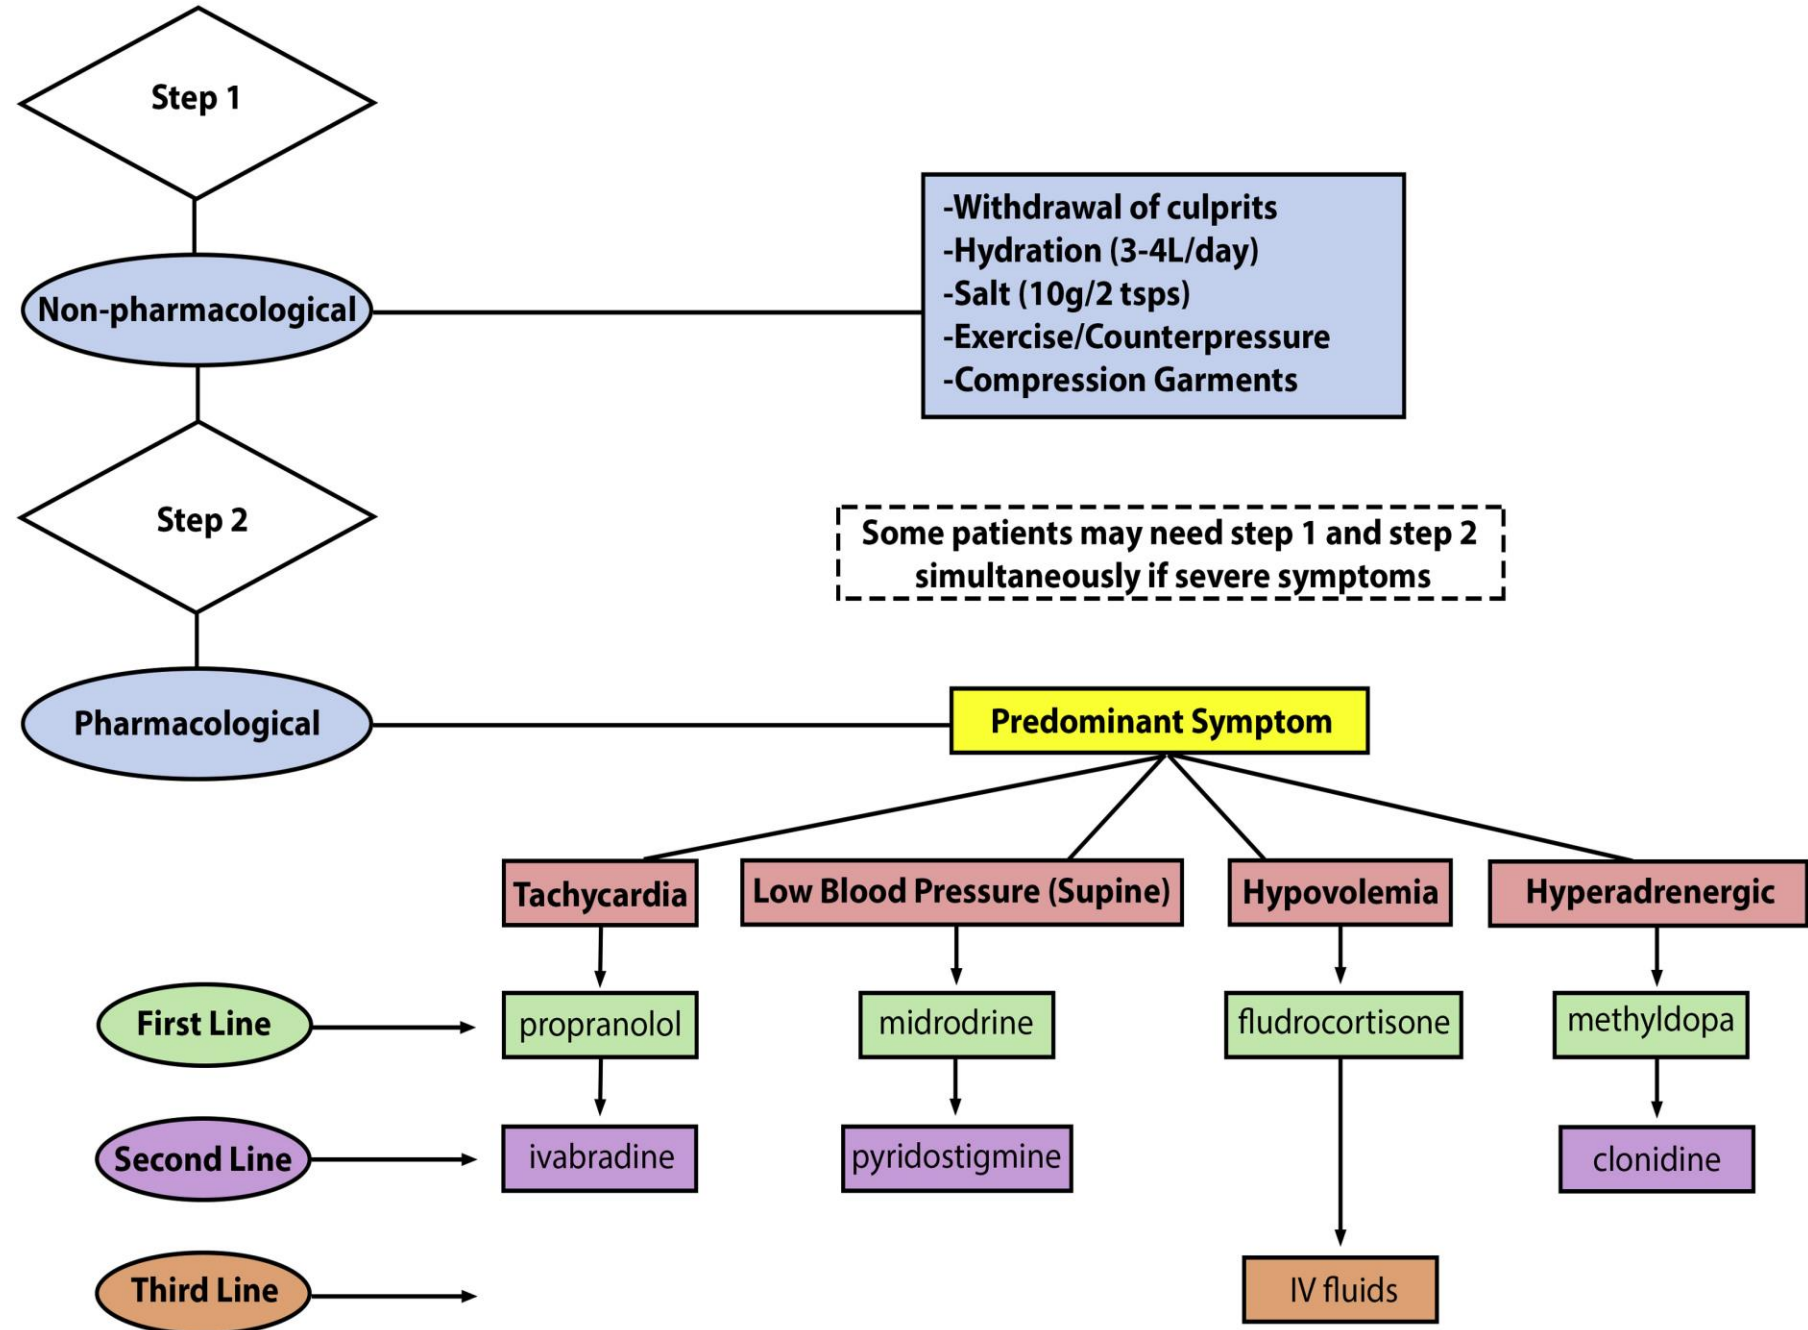 Step 1
Non-pharmacological
-Withdrawal of culprits
-Hydration (3-4L/day)
-Salt (10g/2 tsps)
-Exercise/Counterpressure
-Compression Garments
Step 2
Some patients may need step 1 and step 2
simultaneously if severe symptoms
Pharmacological
Predominant Symptom
Tachycardia
Low Blood Pressure (Supine)
Hypovolemia
Hyperadrenergic
First Line
propranolol
midrodrine
fludrocortisone
methyldopa
Second Line
ivabradine
pyridostigmine
clonidine
Third Line
IV fluids